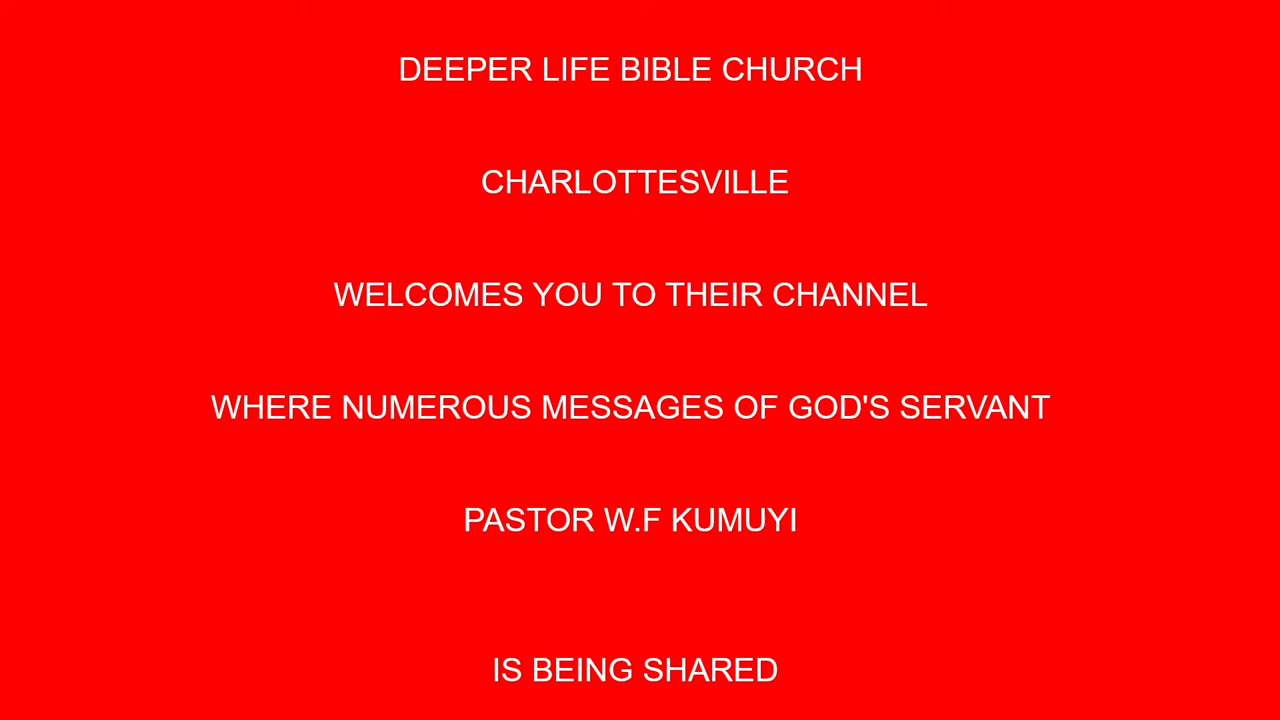 DEEPER LIFE BIBLE CHURCH
CHARLOTTESVILLE
WELCOMES YOU TO THEIR CHANNEL
WHERE NUMEROUS MESSAGES OF GOD'S SERVANT
PASTOR W.F KUMUYI
IS BEING SHARED